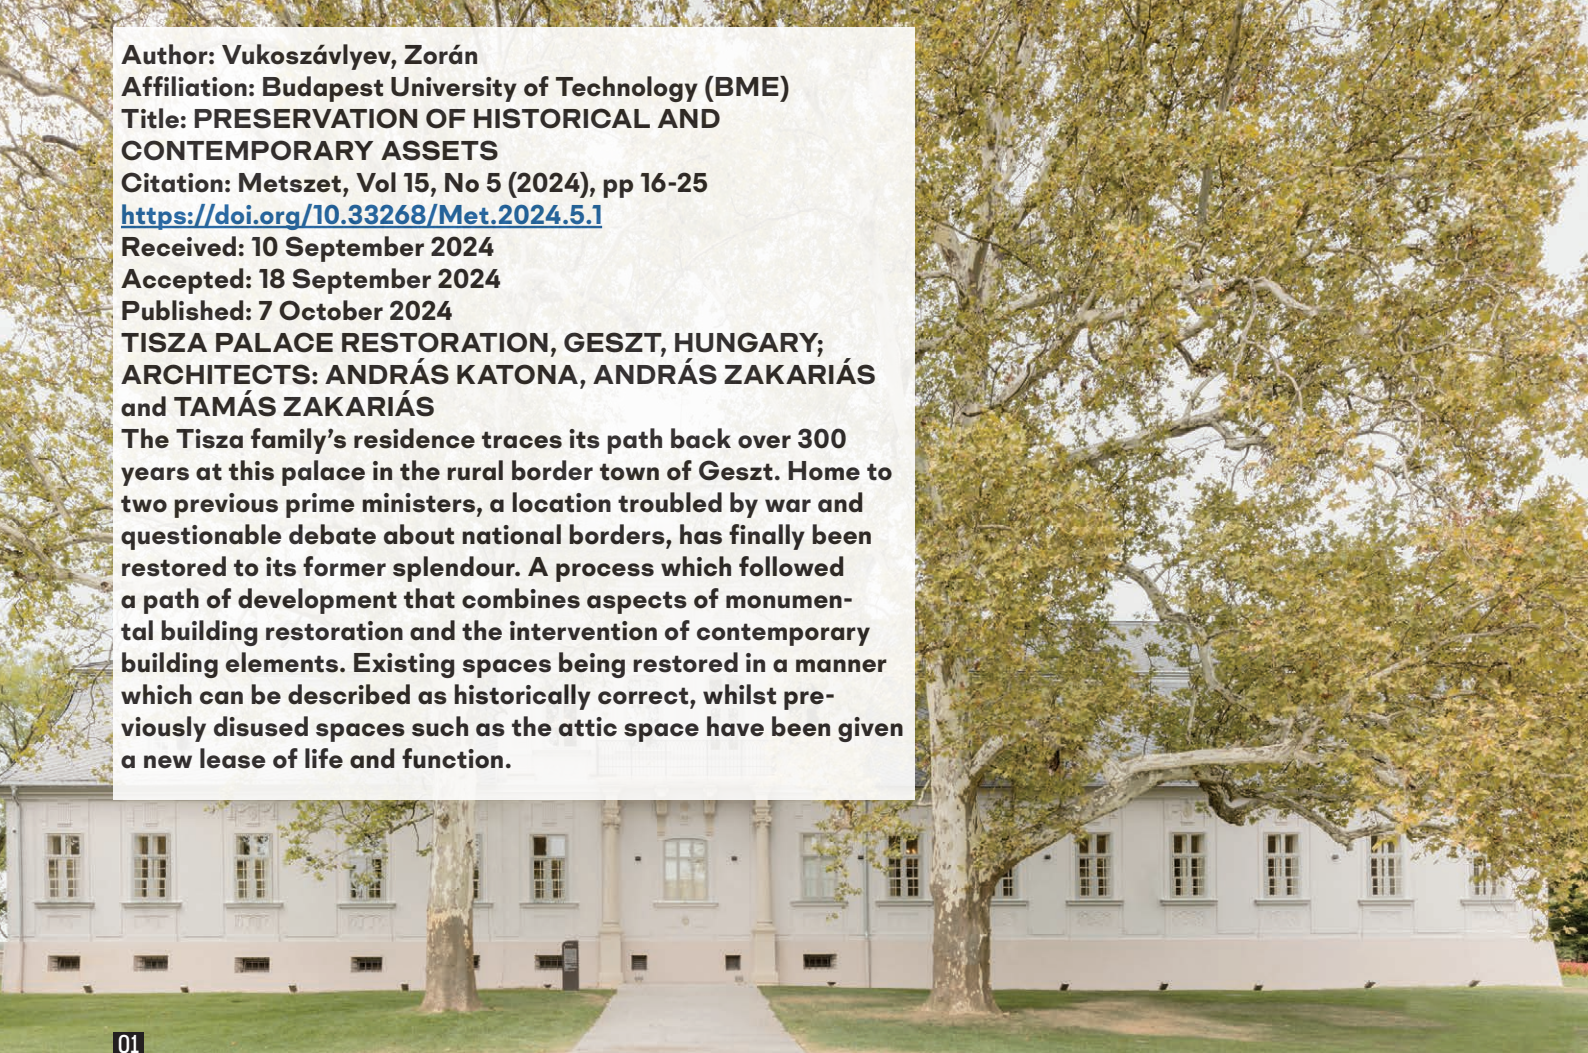 Author: Vukoszávlyev, Zorán
Affiliation: Budapest University of Technology (BME)
Title: PRESERVATION OF HISTORICAL AND
CONTEMPORARY ASSETS
Citation: Metszet, Vol 15, No 5 (2024), pp 16-25
https://doi.org/10.33268/Met.2024.5.1
Received: 10 September 2024
Accepted: 18 September 2024
Published: 7 October 2024
TISZA PALACE RESTORATION, GESZT, HUNGARY;
ARCHITECTS: ANDRÁS KATONA, ANDRÁS ZAKARIÁS
and TAMÁS ZAKARIÁS
The Tisza family’s residence traces its path back over 300
years at this palace in the rural border town of Geszt. Home to
two previous prime ministers, a location troubled by war and
questionable debate about national borders, has finally been
restored to its former splendour. A process which followed
a path of development that combines aspects of monumen-
tal building restoration and the intervention of contemporary
building elements. Existing spaces being restored in a manner
which can be described as historically correct, whilst pre-
viously disused spaces such as the attic space have been given
a new lease of life and function.
01